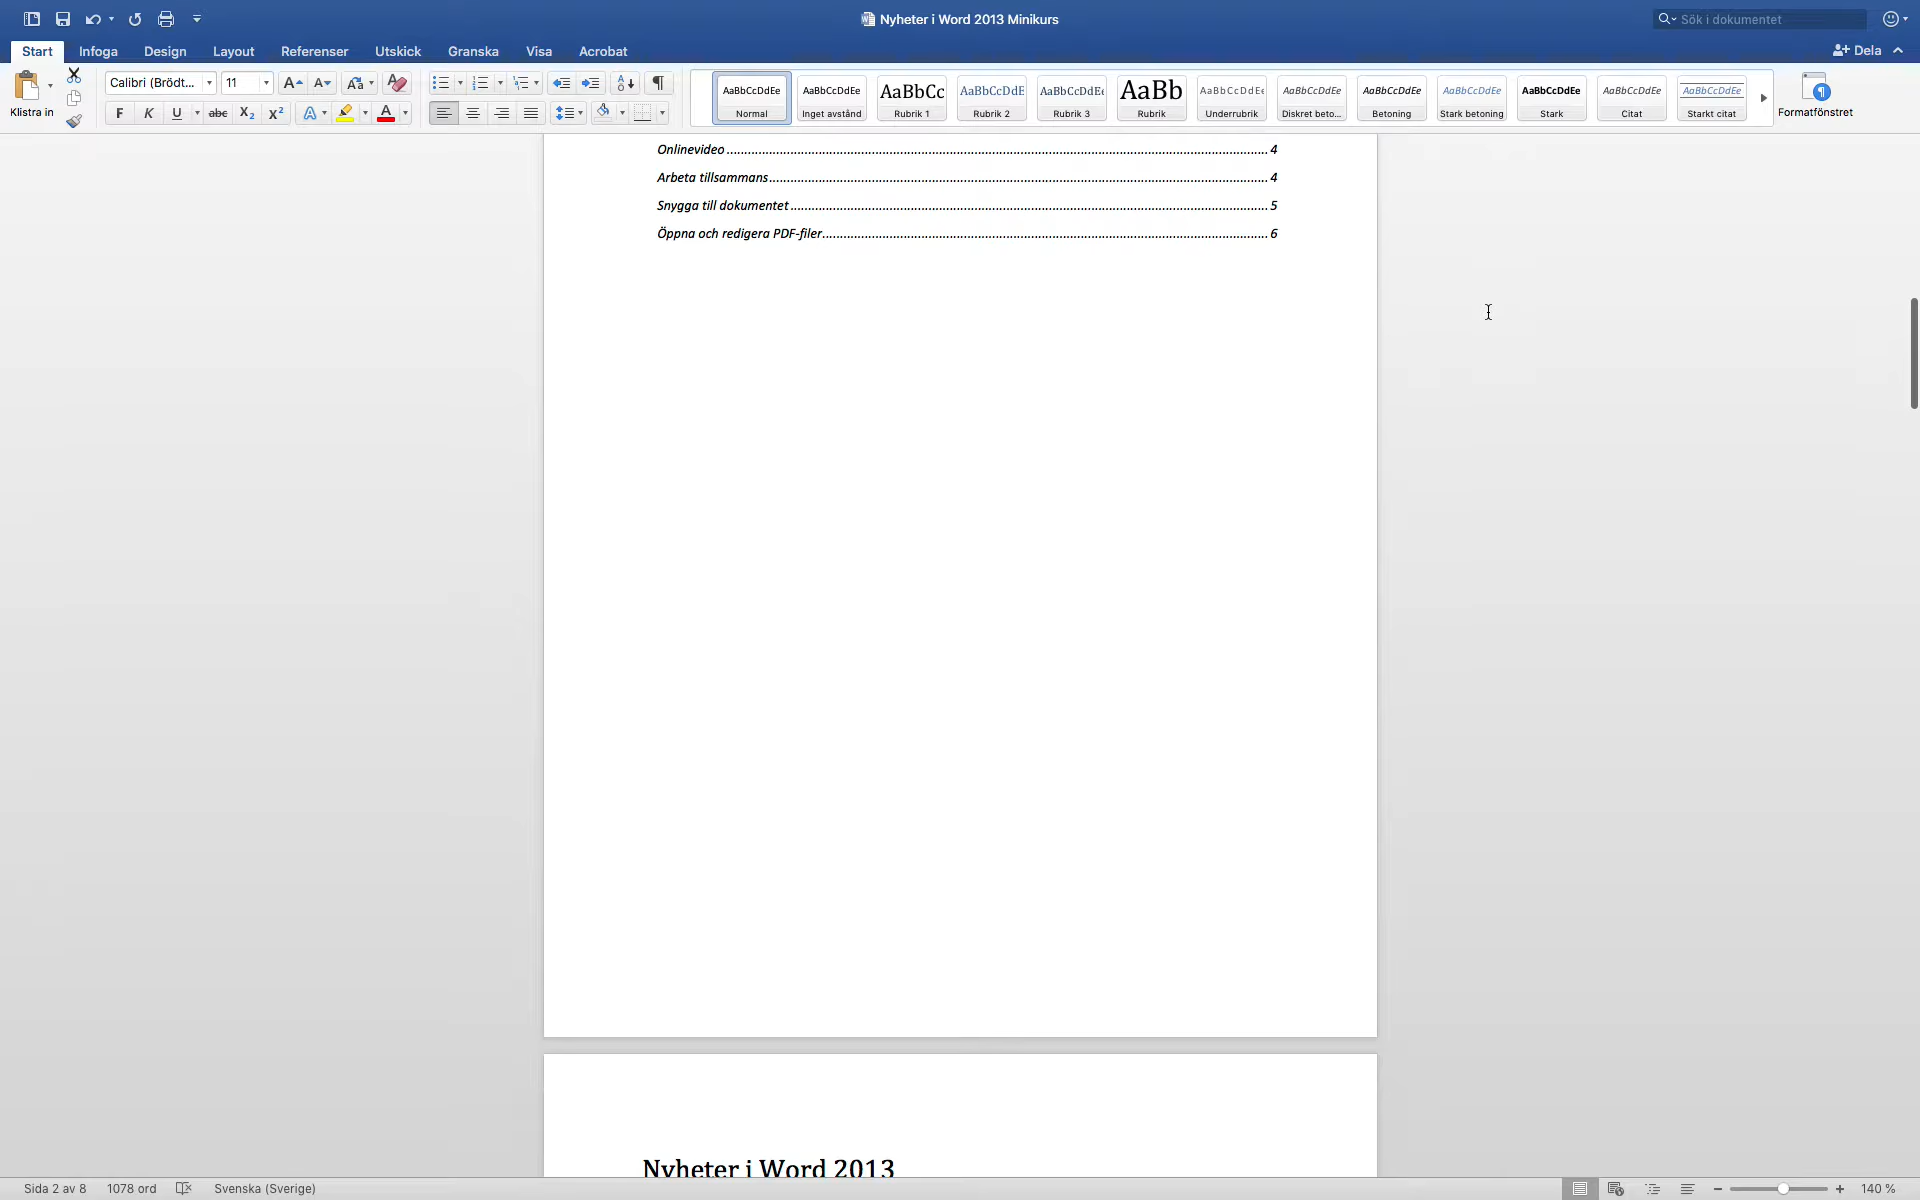 Nyheter i Word 2013 Minikurs
Sök i dokumentet
Start Infoga Design Layout Referenser Utskick Granska Visa Acrobat
Dela
Klistra in
Calibri (Brödt... 11
F K U abc X₂ X²
AaBbCcDdEe AaBbCcDdEe AaBbCc AaBbCcDdE AaBbCcDdE AaBb AaBbCcDdEe AaBbCcDdEe AaBbCcDdEe AaBbCcDdEe AaBbCcDdEe AaBbCcDdEe AaBbCcDdEe
Normal Inget avstånd Rubrik 1 Rubrik 2 Rubrik 3 Rubrik Underrubrik Diskret beto... Betoning Stark betoning Stark Citat Starkt citat
Formatfönstret
Onlinevideo 4
Arbeta tillsammans 4
Snygga till dokumentet 5
Öppna och redigera PDF-filer 6
Nyheter i Word 2013
Sida 2 av 8 1078 ord Svenska (Sverige) 140 %